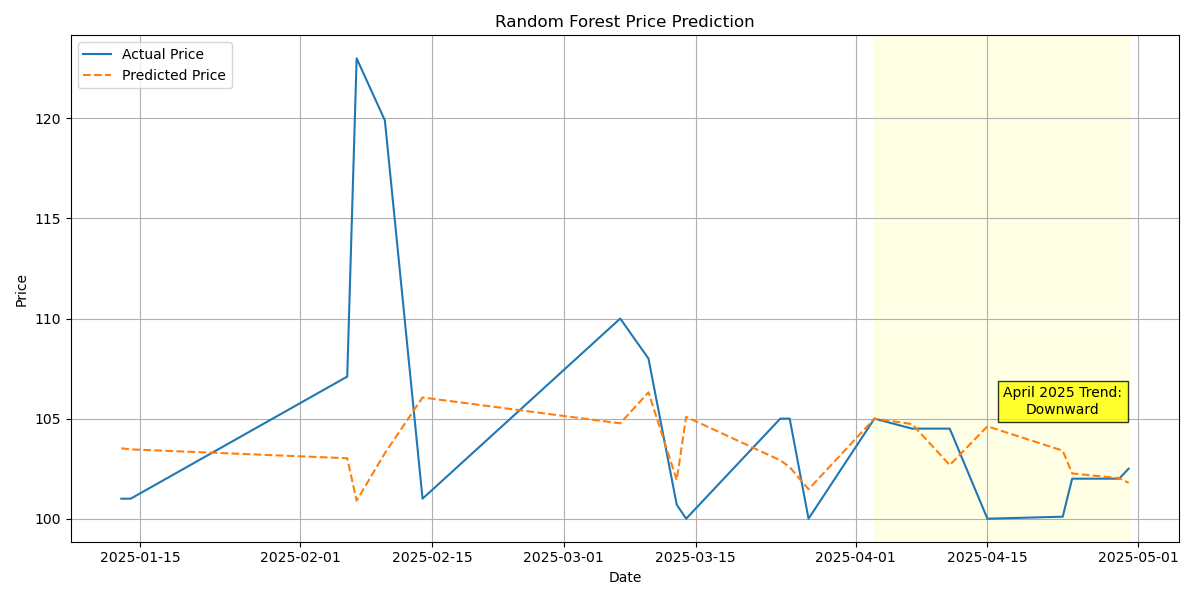 Random Forest Price Prediction
Actual Price
Predicted Price
120
115
110
105
100
Price
April 2025 Trend:
Downward
2025-01-15
2025-02-01
2025-02-15
2025-03-01
2025-03-15
2025-04-01
2025-04-15
2025-05-01
Date